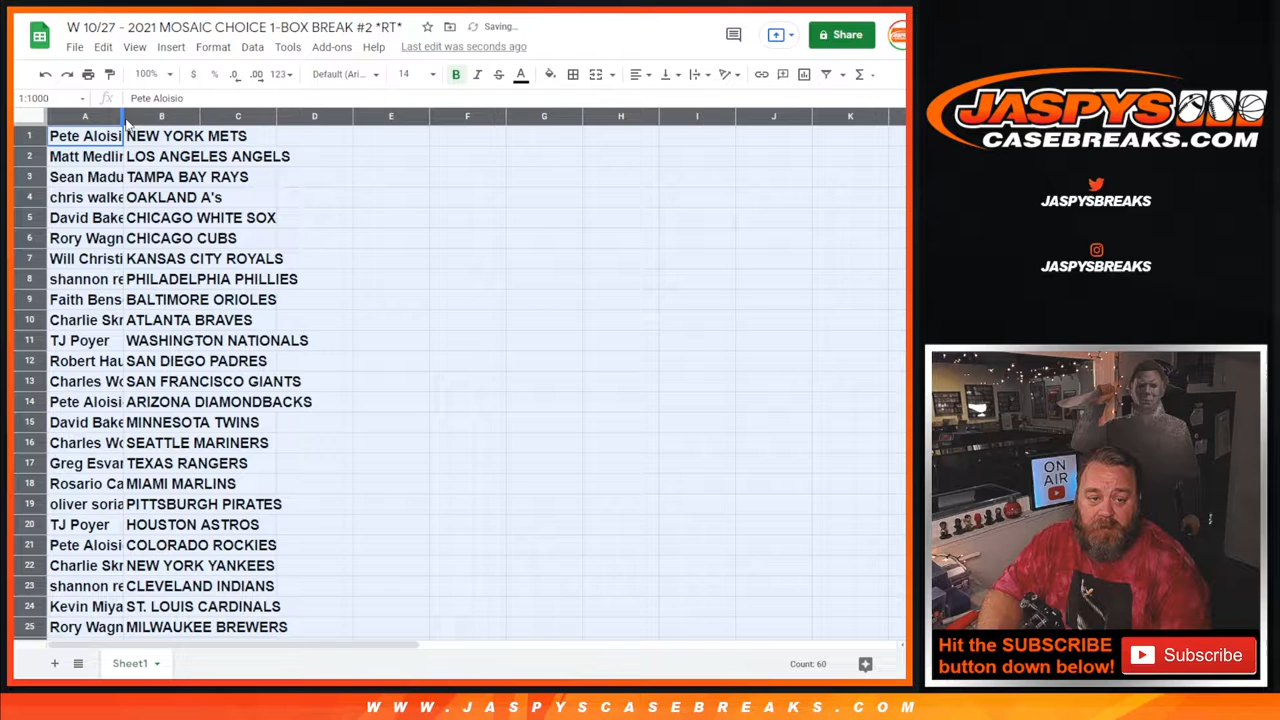 W 10/27 - 2021 MOSAIC CHOICE 1-BOX BREAK #2 *RT*
Saving...
File Edit View Insert Format Data Tools Add-ons Help Last edit was seconds ago
Share
100% $ % .0 .00 123 Default (Ari... 14 B I S A
1:1000 fx Pete Aloisio
A B C D E F G H I J K
1 Pete Aloisi NEW YORK METS
2 Matt Medlin LOS ANGELES ANGELS
3 Sean Madu TAMPA BAY RAYS
4 chris walke OAKLAND A's
5 David Bake CHICAGO WHITE SOX
6 Rory Wagn CHICAGO CUBS
7 Will Christi KANSAS CITY ROYALS
8 shannon re PHILADELPHIA PHILLIES
9 Faith Bens BALTIMORE ORIOLES
10 Charlie Skr ATLANTA BRAVES
11 TJ Poyer WASHINGTON NATIONALS
12 Robert Hau SAN DIEGO PADRES
13 Charles Wo SAN FRANCISCO GIANTS
14 Pete Aloisi ARIZONA DIAMONDBACKS
15 David Bake MINNESOTA TWINS
16 Charles Wo SEATTLE MARINERS
17 Greg Esvar TEXAS RANGERS
18 Rosario Ca MIAMI MARLINS
19 oliver soria PITTSBURGH PIRATES
20 TJ Poyer HOUSTON ASTROS
21 Pete Aloisi COLORADO ROCKIES
22 Charlie Skr NEW YORK YANKEES
23 shannon re CLEVELAND INDIANS
24 Kevin Miya ST. LOUIS CARDINALS
25 Rory Wagn MILWAUKEE BREWERS
Sheet1
Count: 60
JASPYS
CASEBREAKS.COM
JASPYSBREAKS
JASPYSBREAKS
ON
AIR
Hit the SUBSCRIBE
button down below!
Subscribe
WWW.JASPYSCASEBREAKS.COM